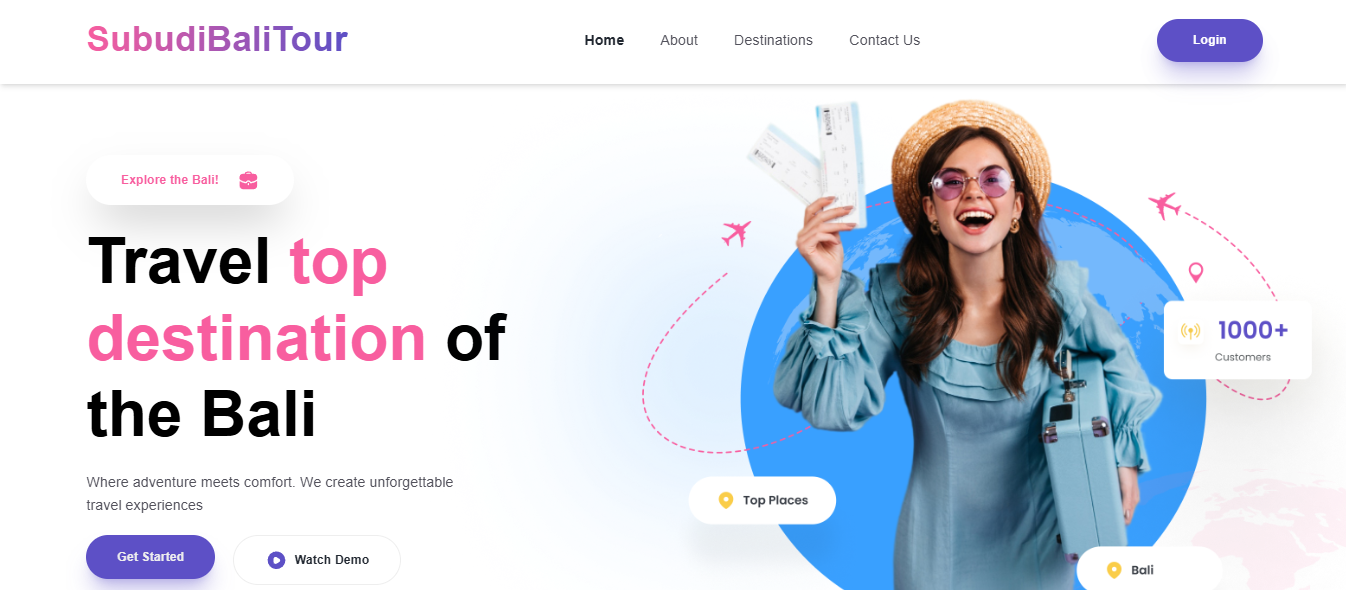 SubudiBaliTour
Home About Destinations Contact Us
Login
Explore the Bali!
Travel top
destination of
the Bali
Where adventure meets comfort. We create unforgettable
travel experiences
Get Started
Watch Demo
1000+
Customers
Top Places
Bali